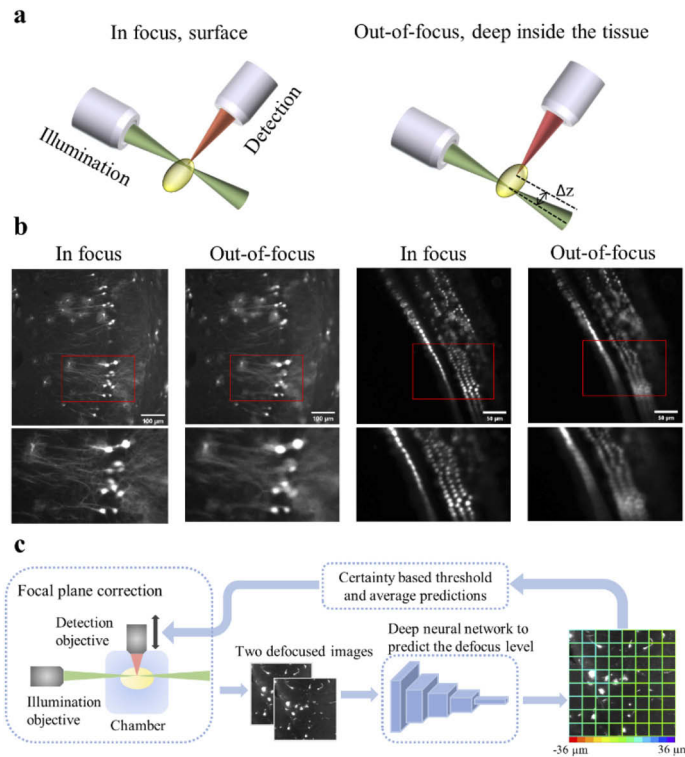 a
In focus, surface
Out-of-focus, deep inside the tissue
Illumination
Detection
Δz
b
In focus
Out-of-focus
In focus
Out-of-focus
100 μm
100 μm
50 μm
50 μm
c
Focal plane correction
Detection
objective
Illumination
objective
Chamber
Two defocused images
Certainty based threshold
and average predictions
Deep neural network to
predict the defocus level
-36 μm
36 μm